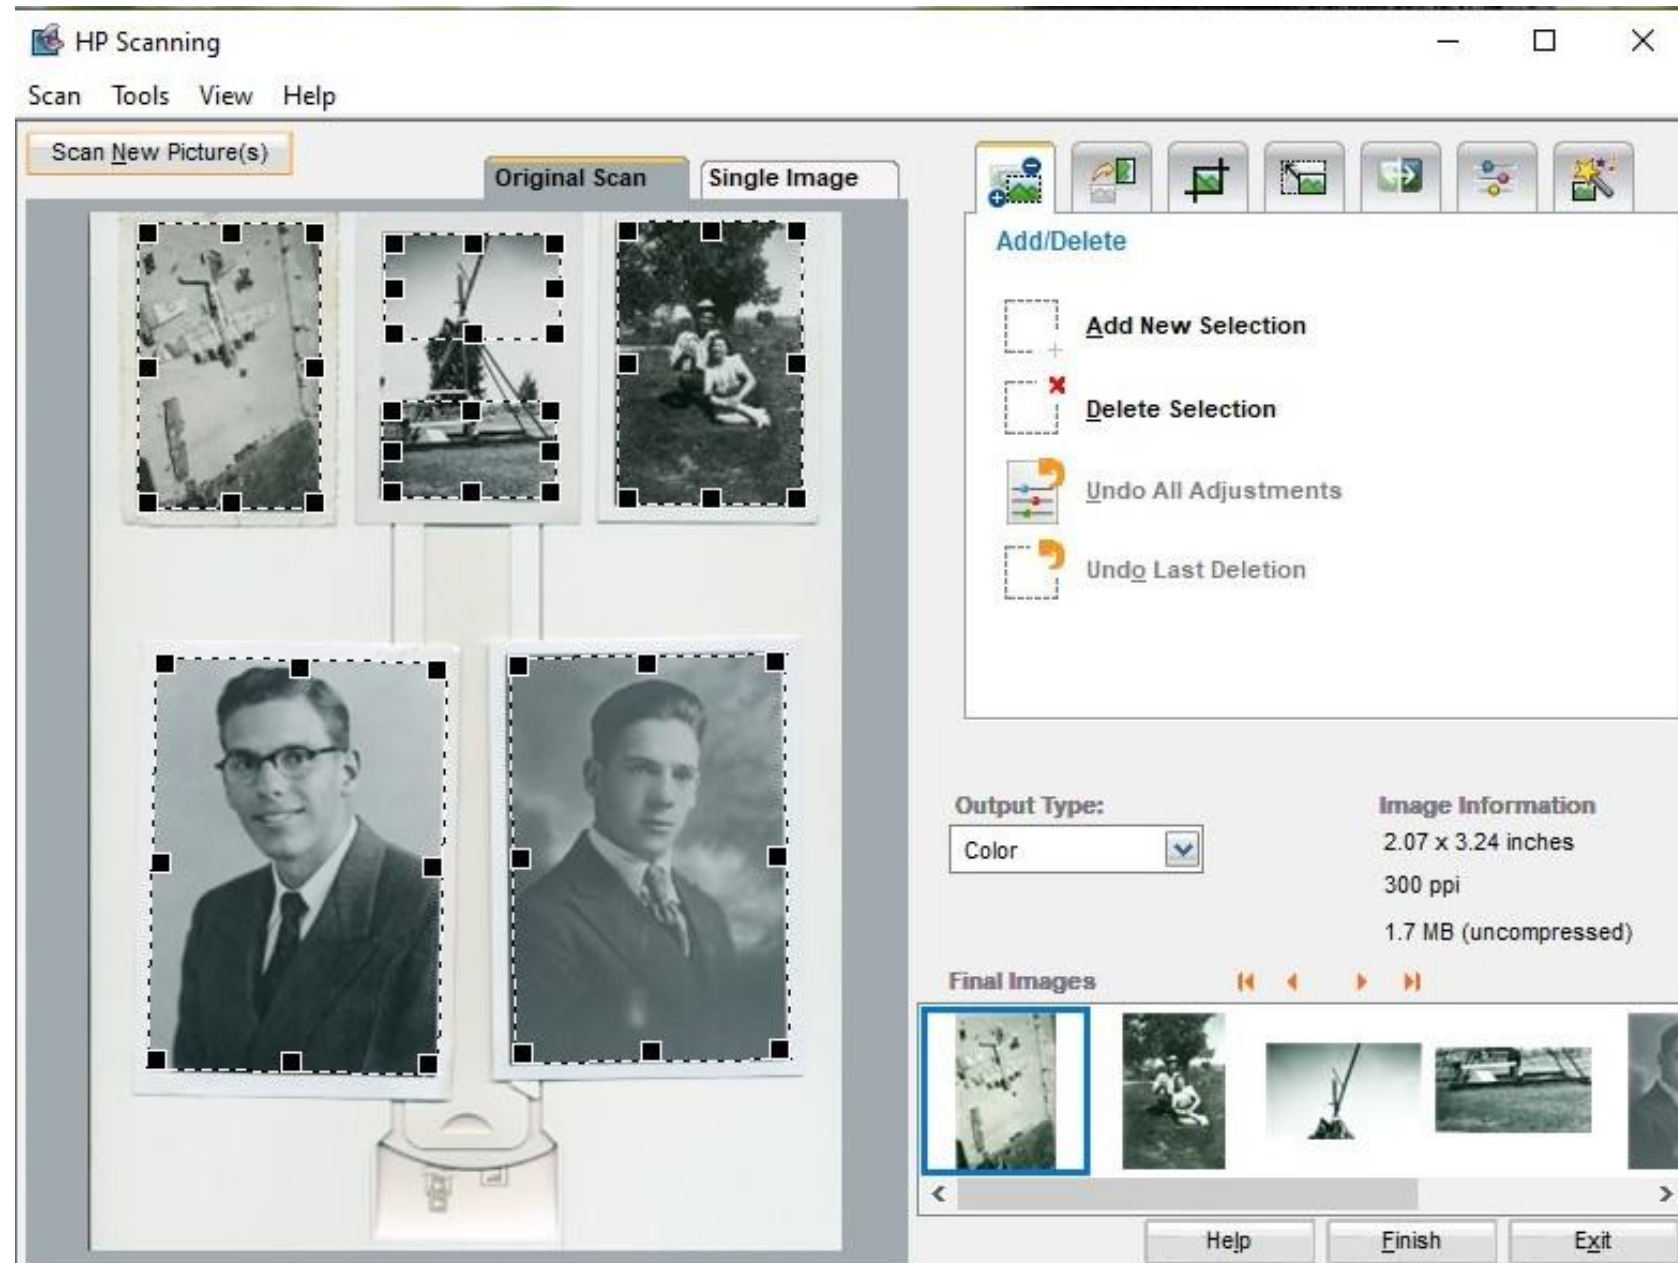 HP Scanning
Scan Tools View Help
Scan New Picture(s)
Original Scan
Single Image
Add/Delete
Add New Selection
Delete Selection
Undo All Adjustments
Undo Last Deletion
Output Type:
Color
Image Information
2.07 x 3.24 inches
300 ppi
1.7 MB (uncompressed)
Final Images
Help
Finish
Exit